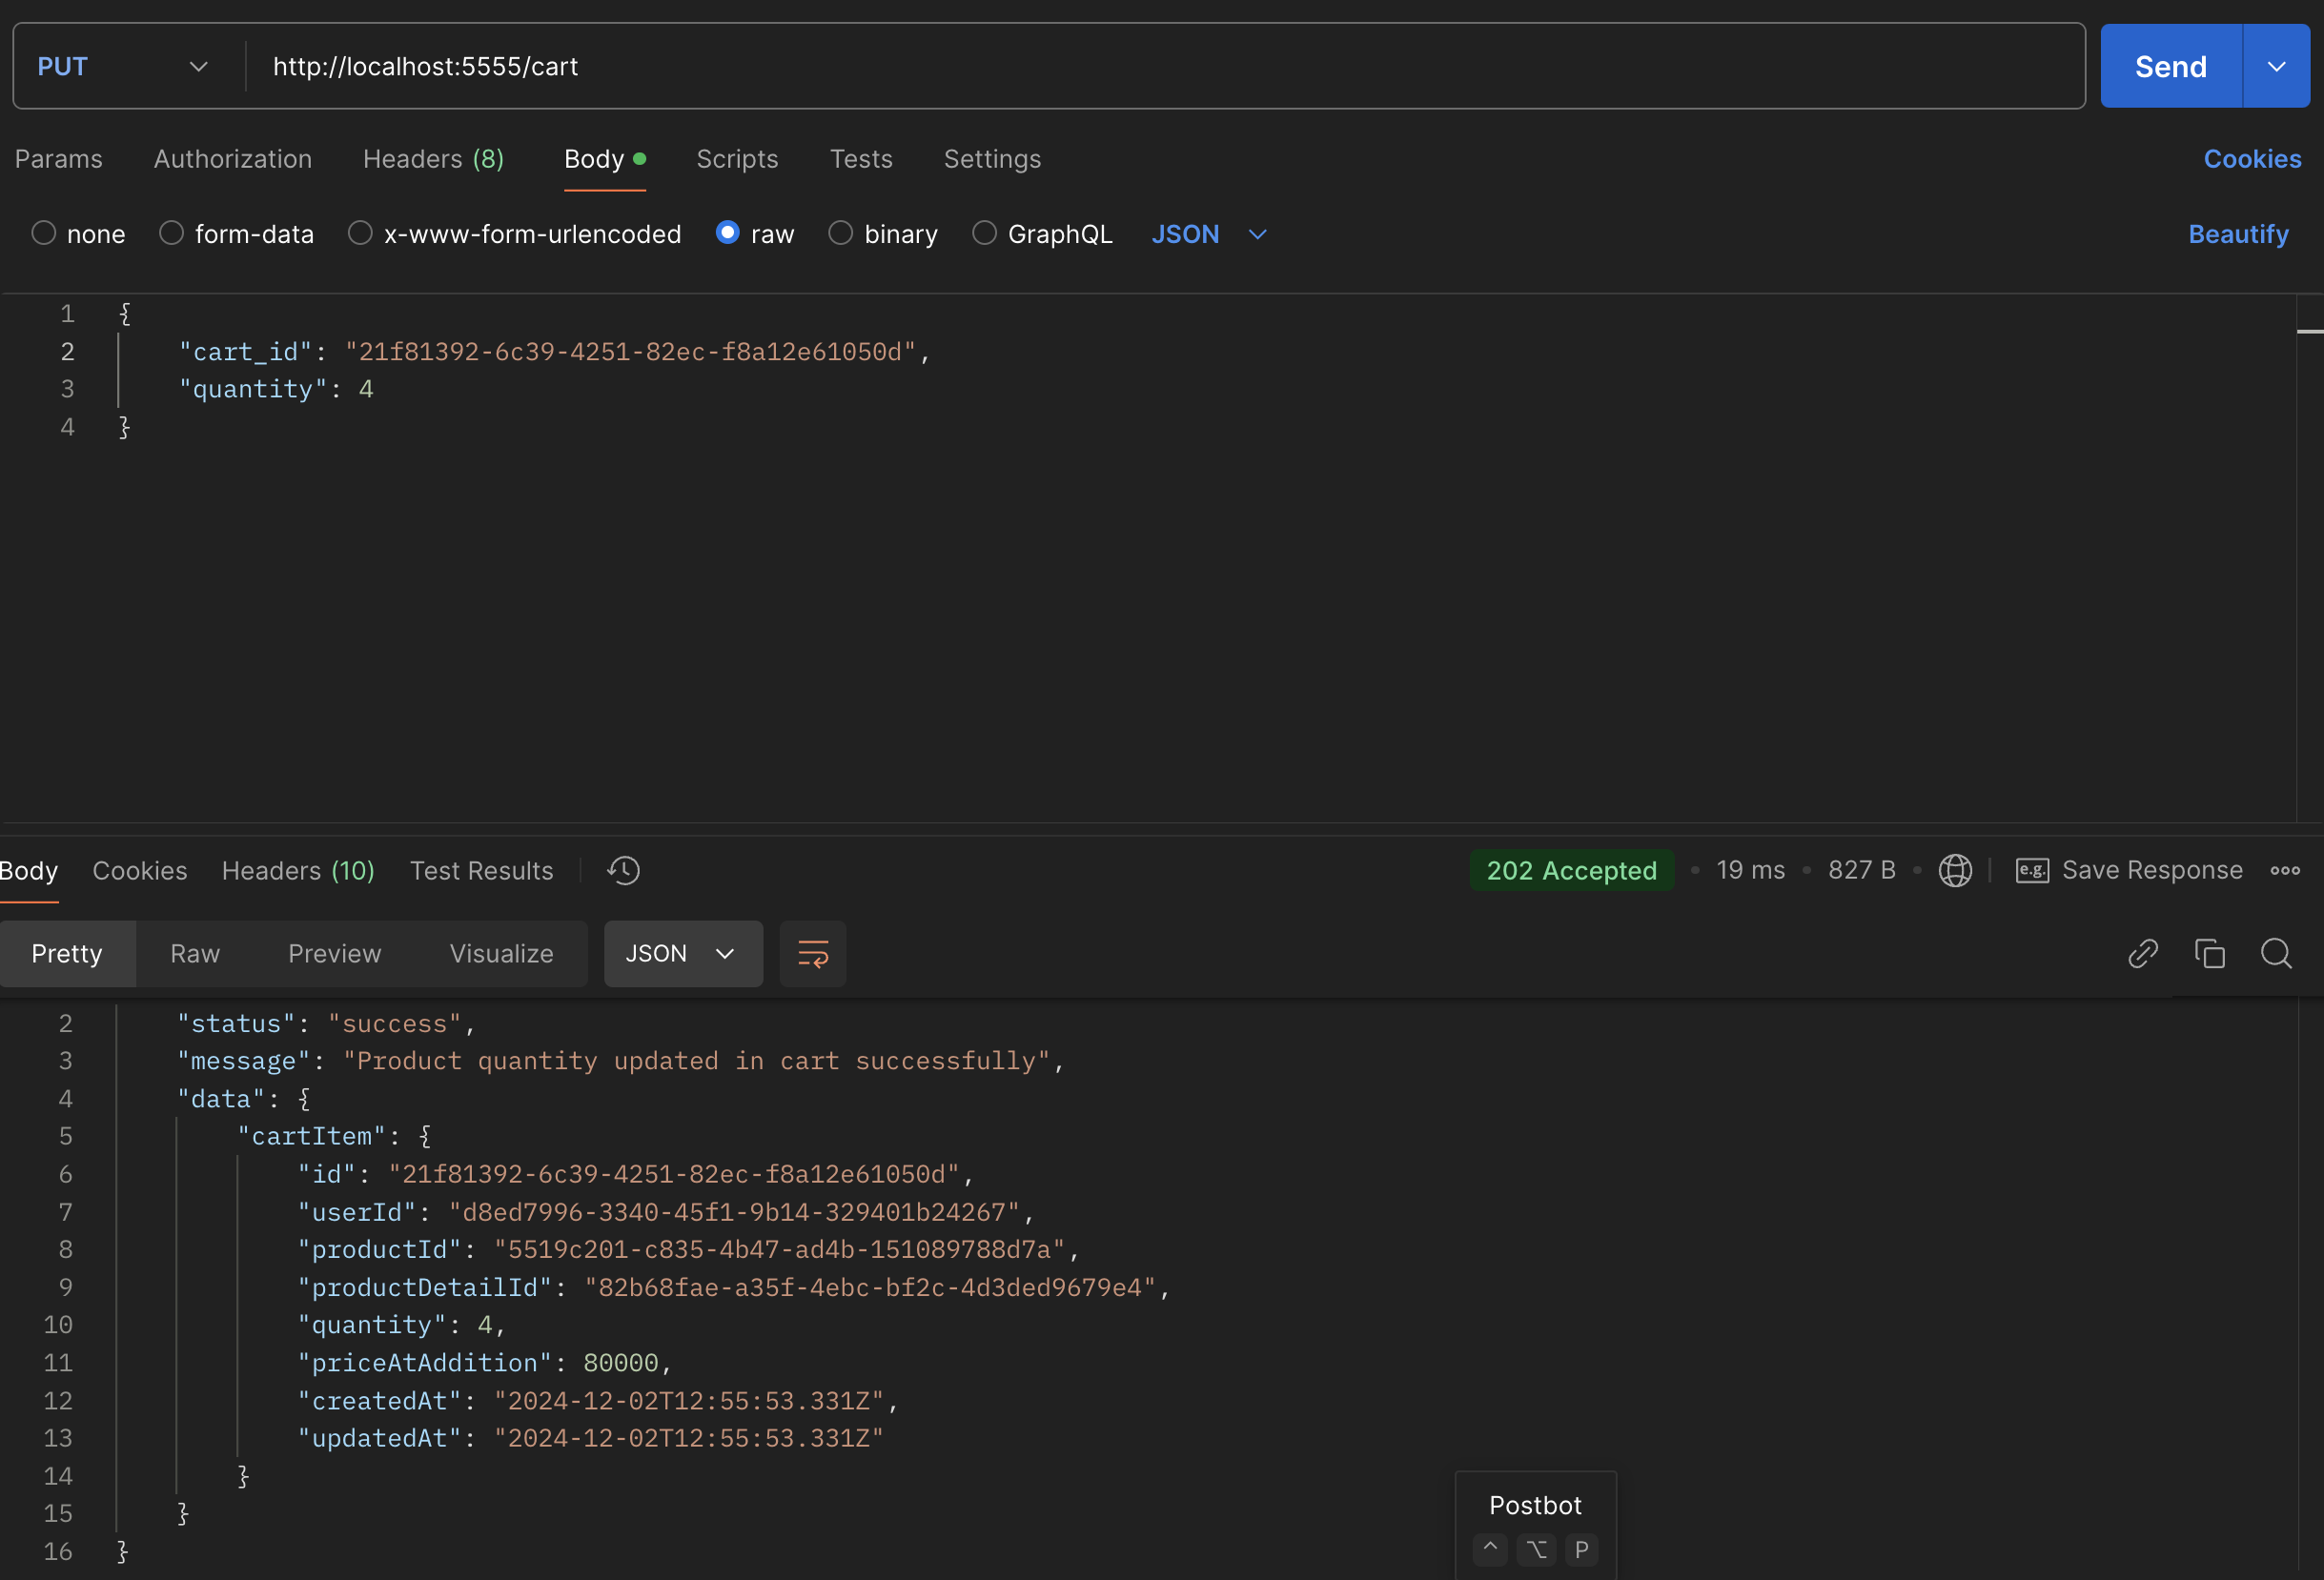 PUT http://localhost:5555/cart Send
Params Authorization Headers (8) Body Scripts Tests Settings Cookies
none form-data x-www-form-urlencoded raw binary GraphQL JSON Beautify
1 {
2 "cart_id": "21f81392-6c39-4251-82ec-f8a12e61050d",
3 "quantity": 4
4 }
Body Cookies Headers (10) Test Results 202 Accepted • 19 ms • 827 B • e.g. Save Response
Pretty Raw Preview Visualize JSON
2 "status": "success",
3 "message": "Product quantity updated in cart successfully",
4 "data": {
5 "cartItem": {
6 "id": "21f81392-6c39-4251-82ec-f8a12e61050d",
7 "userId": "d8ed7996-3340-45f1-9b14-329401b24267",
8 "productId": "5519c201-c835-4b47-ad4b-151089788d7a",
9 "productDetailId": "82b68fae-a35f-4ebc-bf2c-4d3ded9679e4",
10 "quantity": 4,
11 "priceAtAddition": 80000,
12 "createdAt": "2024-12-02T12:55:53.331Z",
13 "updatedAt": "2024-12-02T12:55:53.331Z"
14 }
15 }
16 }
Postbot
^ ⌥ P